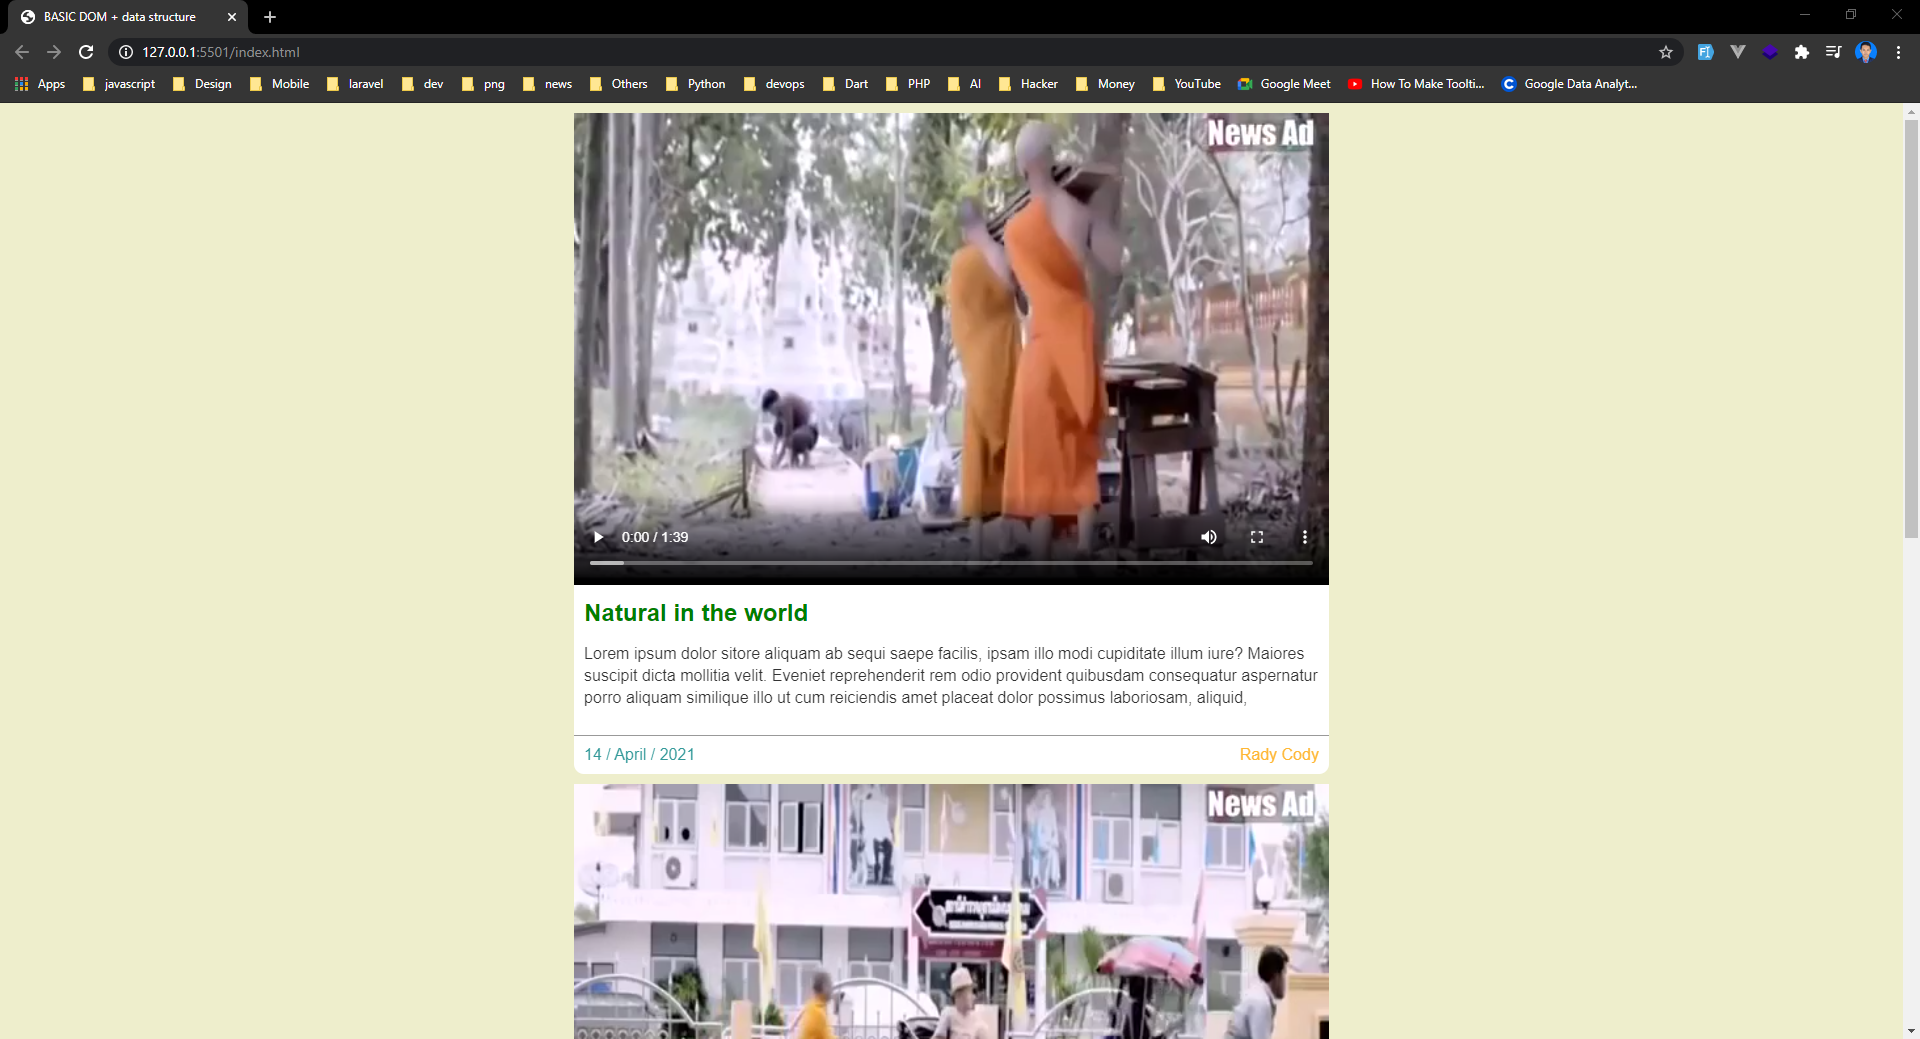 BASIC DOM + data structure
127.0.0.1:5501/index.html
Apps javascript Design Mobile laravel dev png news Others Python devops Dart PHP AI Hacker Money YouTube Google Meet How To Make Toolti... Google Data Analyt...
News Ad
0:00 / 1:39
Natural in the world
Lorem ipsum dolor sitore aliquam ab sequi saepe facilis, ipsam illo modi cupiditate illum iure? Maiores
suscipit dicta mollitia velit. Eveniet reprehenderit rem odio provident quibusdam consequatur aspernatur
porro aliquam similique illo ut cum reiciendis amet placeat dolor possimus laboriosam, aliquid,
14 / April / 2021 Rady Cody
News Ad